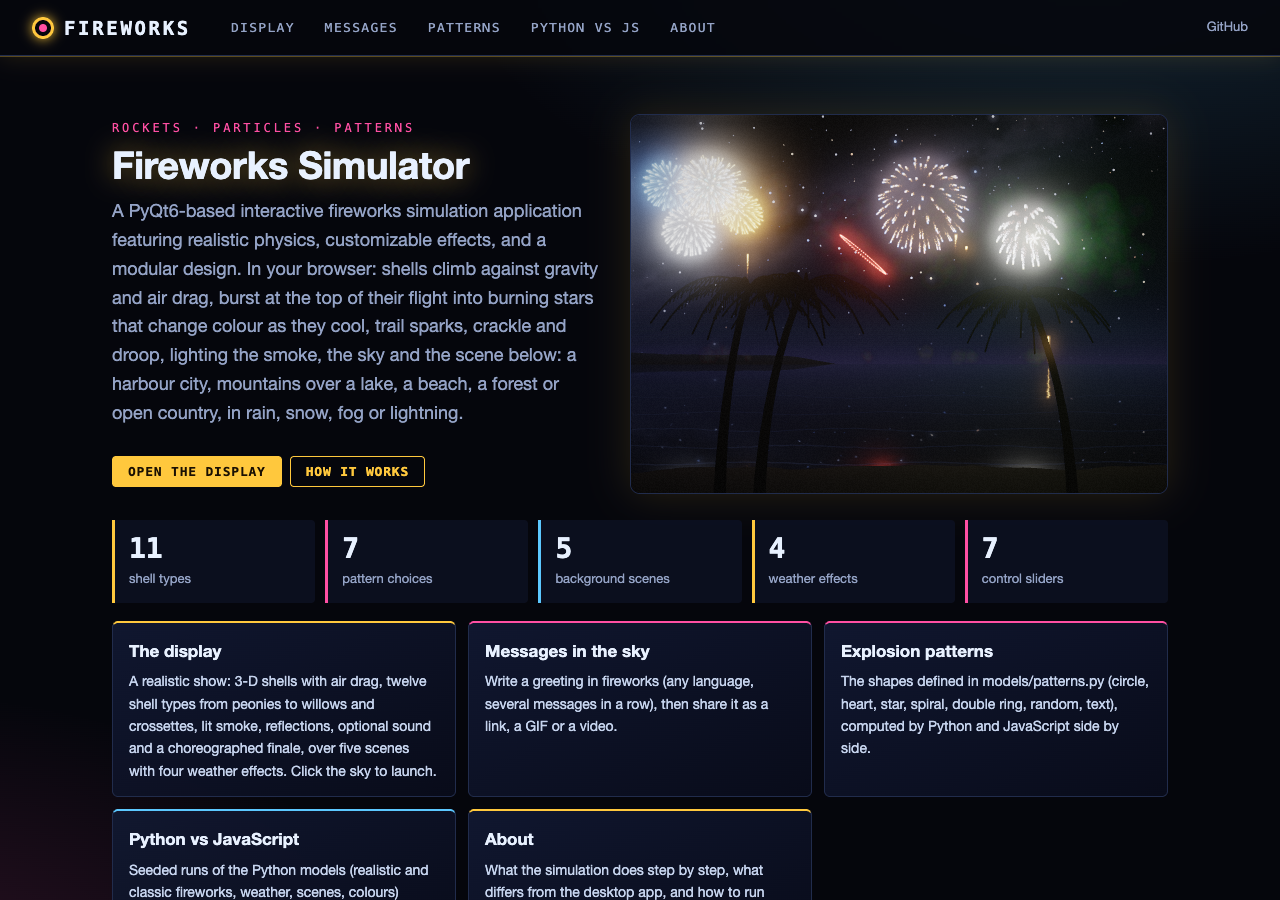 FIREWORKS
DISPLAY
MESSAGES
PATTERNS
PYTHON VS JS
ABOUT
GitHub
ROCKETS · PARTICLES · PATTERNS
Fireworks Simulator
A PyQt6-based interactive fireworks simulation application
featuring realistic physics, customizable effects, and a
modular design. In your browser: shells climb against gravity
and air drag, burst at the top of their flight into burning stars
that change colour as they cool, trail sparks, crackle and
droop, lighting the smoke, the sky and the scene below: a
harbour city, mountains over a lake, a beach, a forest or
open country, in rain, snow, fog or lightning.
OPEN THE DISPLAY
HOW IT WORKS
11
shell types
7
pattern choices
5
background scenes
4
weather effects
7
control sliders
The display
A realistic show: 3-D shells with air drag, twelve
shell types from peonies to willows and
crossettes, lit smoke, reflections, optional sound
and a choreographed finale, over five scenes
with four weather effects. Click the sky to launch.
Messages in the sky
Write a greeting in fireworks (any language,
several messages in a row), then share it as a
link, a GIF or a video.
Explosion patterns
The shapes defined in models/patterns.py (circle,
heart, star, spiral, double ring, random, text),
computed by Python and JavaScript side by
side.
Python vs JavaScript
Seeded runs of the Python models (realistic and
classic fireworks, weather, scenes, colours)
About
What the simulation does step by step, what
differs from the desktop app, and how to run